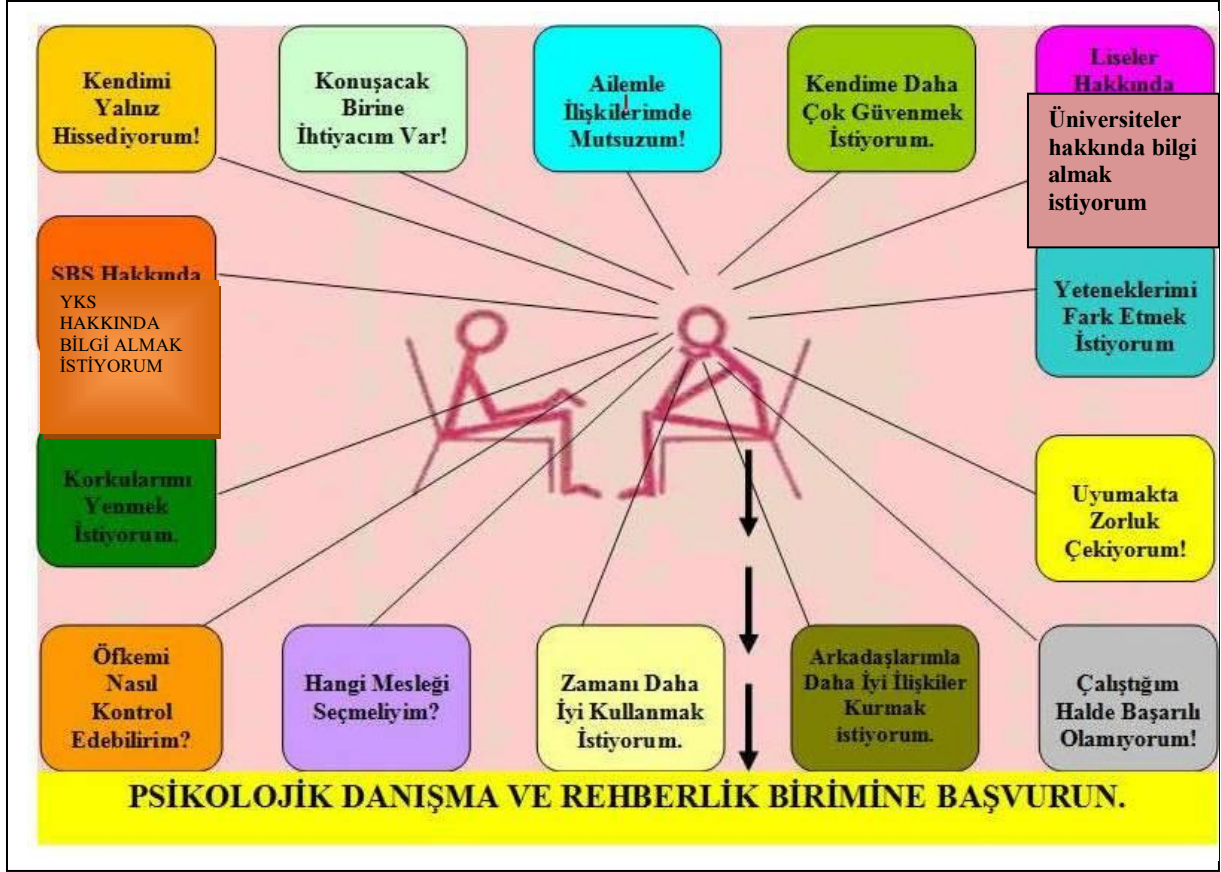 Kendimi
Yalnız
Hissediyorum!
Konuşacak
Birine
İhtiyacım Var!
Ailemle
İlişkilerimde
Mutsuzum!
Kendime Daha
Çok Güvenmek
İstiyorum.
Liseler
Hakkında
Üniversiteler
hakkında bilgi
almak
istiyorum
SBS Hakkında
YKS
HAKKINDA
BİLGİ ALMAK
İSTİYORUM
Yeteneklerimi
Fark Etmek
İstiyorum
Korkularımı
Yenmek
İstiyorum.
Uyumakta
Zorluk
Çekiyorum!
Öfkemi
Nasıl
Kontrol
Edebilirim?
Hangi Mesleği
Seçmeliyim?
Zamanı Daha
İyi Kullanmak
İstiyorum.
Arkadaşlarımla
Daha İyi İlişkiler
Kurmak
istiyorum.
Çalıştığım
Halde Başarılı
Olamıyorum!
PSİKOLOJİK DANIŞMA VE REHBERLİK BİRİMİNE BAŞVURUN.